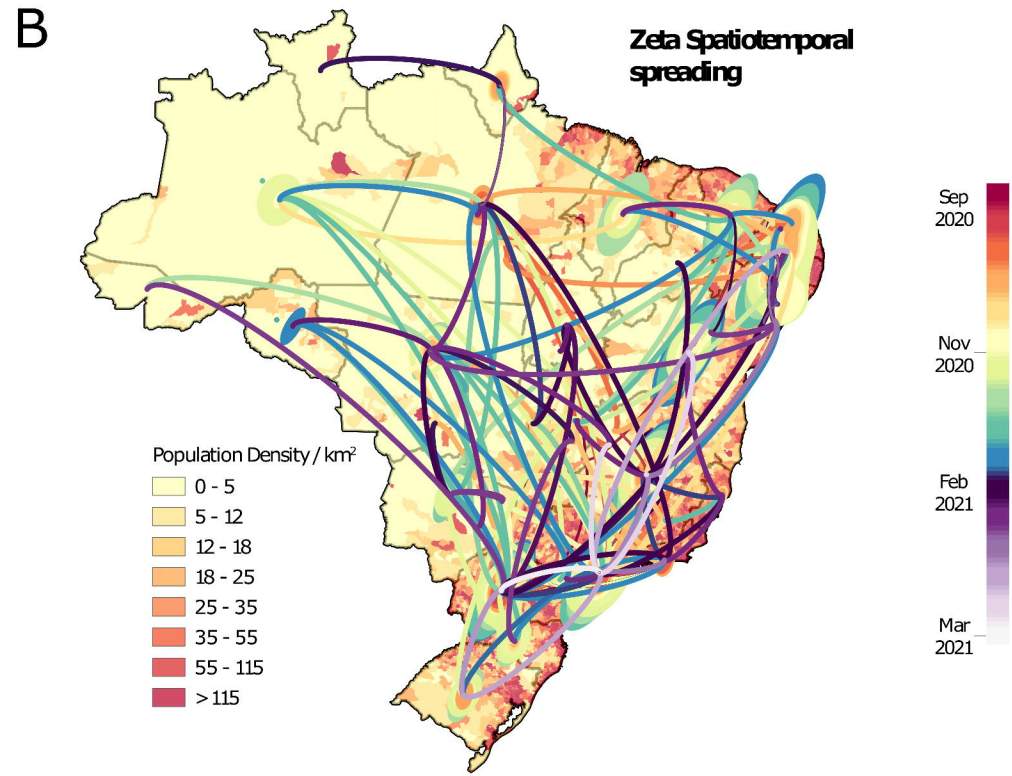 B
Zeta Spatiotemporal
spreading
Sep
2020
Nov
2020
Feb
2021
Mar
2021
Population Density / km²
0 - 5
5 - 12
12 - 18
18 - 25
25 - 35
35 - 55
55 - 115
> 115